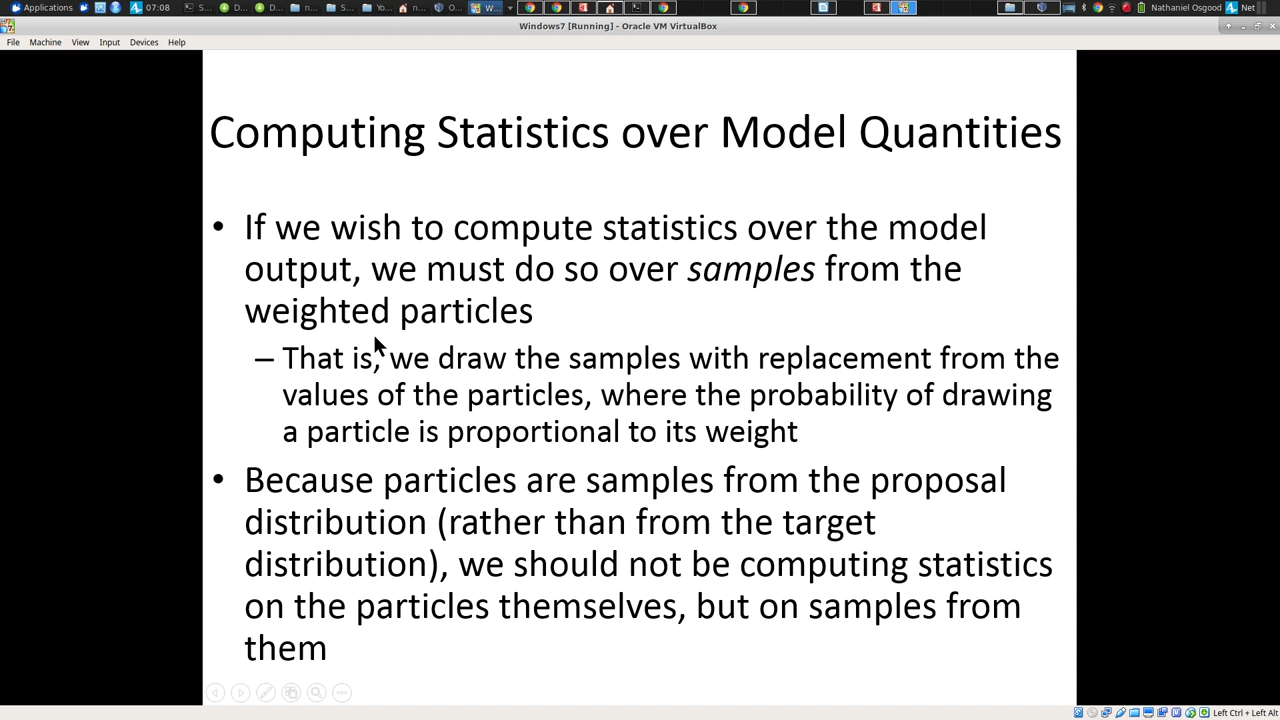 Applications
07:08
S...
D...
D...
n...
S...
Yo...
n...
O...
W...
Nathaniel Osgood
Net
Windows7 [Running] - Oracle VM VirtualBox
File Machine View Input Devices Help
Computing Statistics over Model Quantities
• If we wish to compute statistics over the model
output, we must do so over samples from the
weighted particles
– That is, we draw the samples with replacement from the
values of the particles, where the probability of drawing
a particle is proportional to its weight
• Because particles are samples from the proposal
distribution (rather than from the target
distribution), we should not be computing statistics
on the particles themselves, but on samples from
them
Left Ctrl + Left Alt